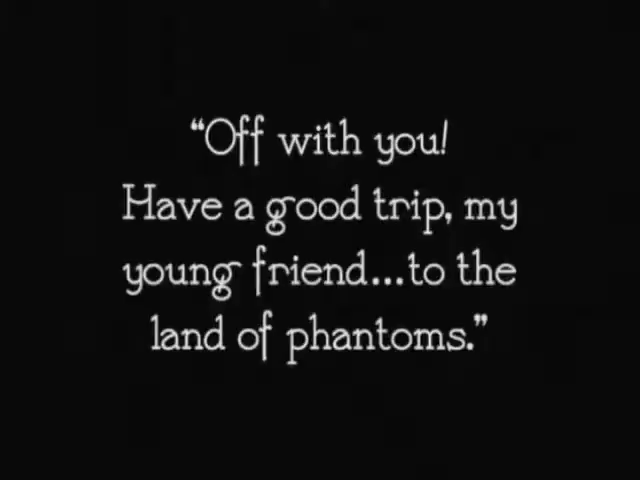 “Off with you!
Have a good trip, my
young friend...to the
land of phantoms.”